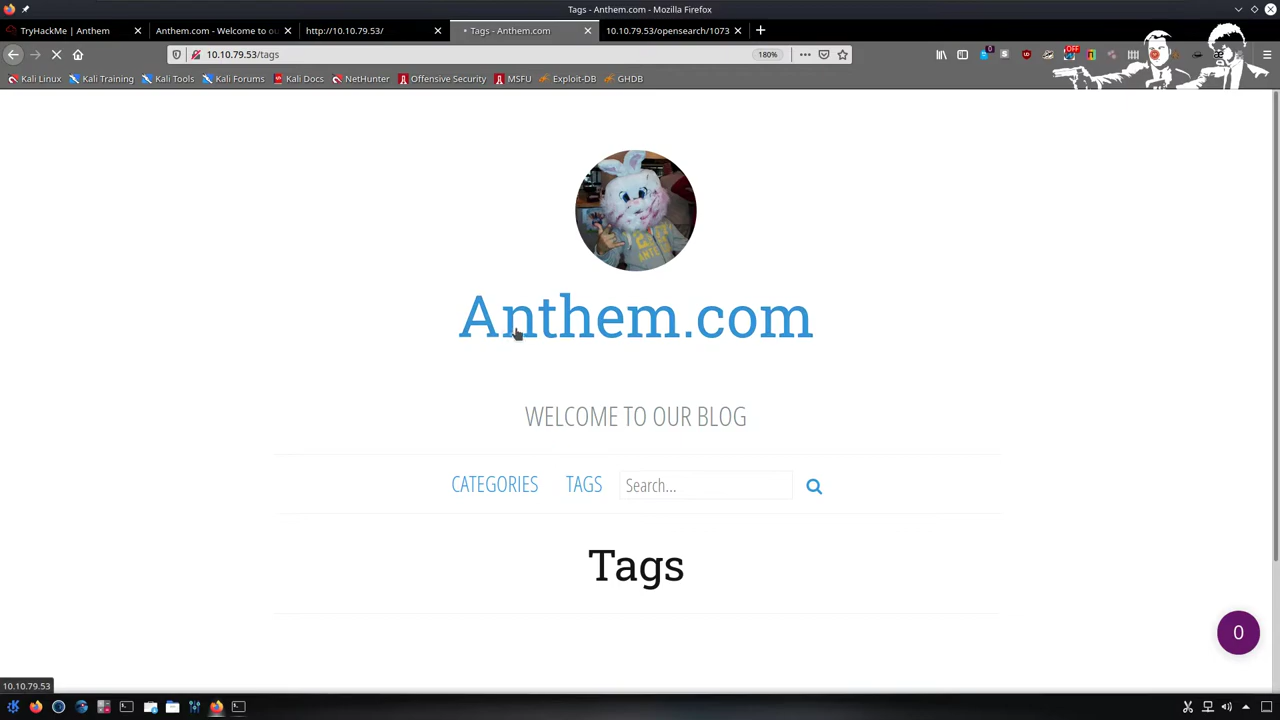 Tags - Anthem.com - Mozilla Firefox
TryHackMe | Anthem
Anthem.com - Welcome to ou
http://10.10.79.53/
Tags - Anthem.com
10.10.79.53/opensearch/1073
10.10.79.53/tags
180%
0
OFF
Kali Linux
Kali Training
Kali Tools
Kali Forums
Kali Docs
NetHunter
Offensive Security
MSFU
Exploit-DB
GHDB
Anthem.com
WELCOME TO OUR BLOG
CATEGORIES
TAGS
Search...
Tags
0
10.10.79.53